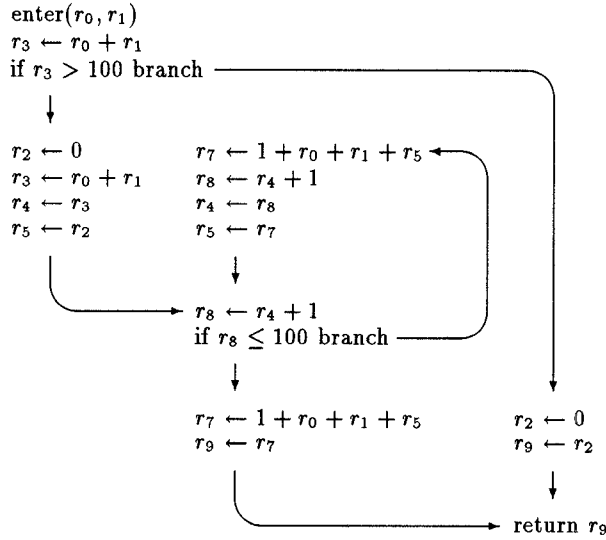 enter(r₀, r₁)
r₃ ← r₀ + r₁
if r₃ > 100 branch
r₂ ← 0
r₃ ← r₀ + r₁
r₄ ← r₃
r₅ ← r₂
r₇ ← 1 + r₀ + r₁ + r₅
r₈ ← r₄ + 1
r₄ ← r₈
r₅ ← r₇
r₈ ← r₄ + 1
if r₈ ≤ 100 branch
r₇ ← 1 + r₀ + r₁ + r₅
r₉ ← r₇
r₂ ← 0
r₉ ← r₂
return r₉